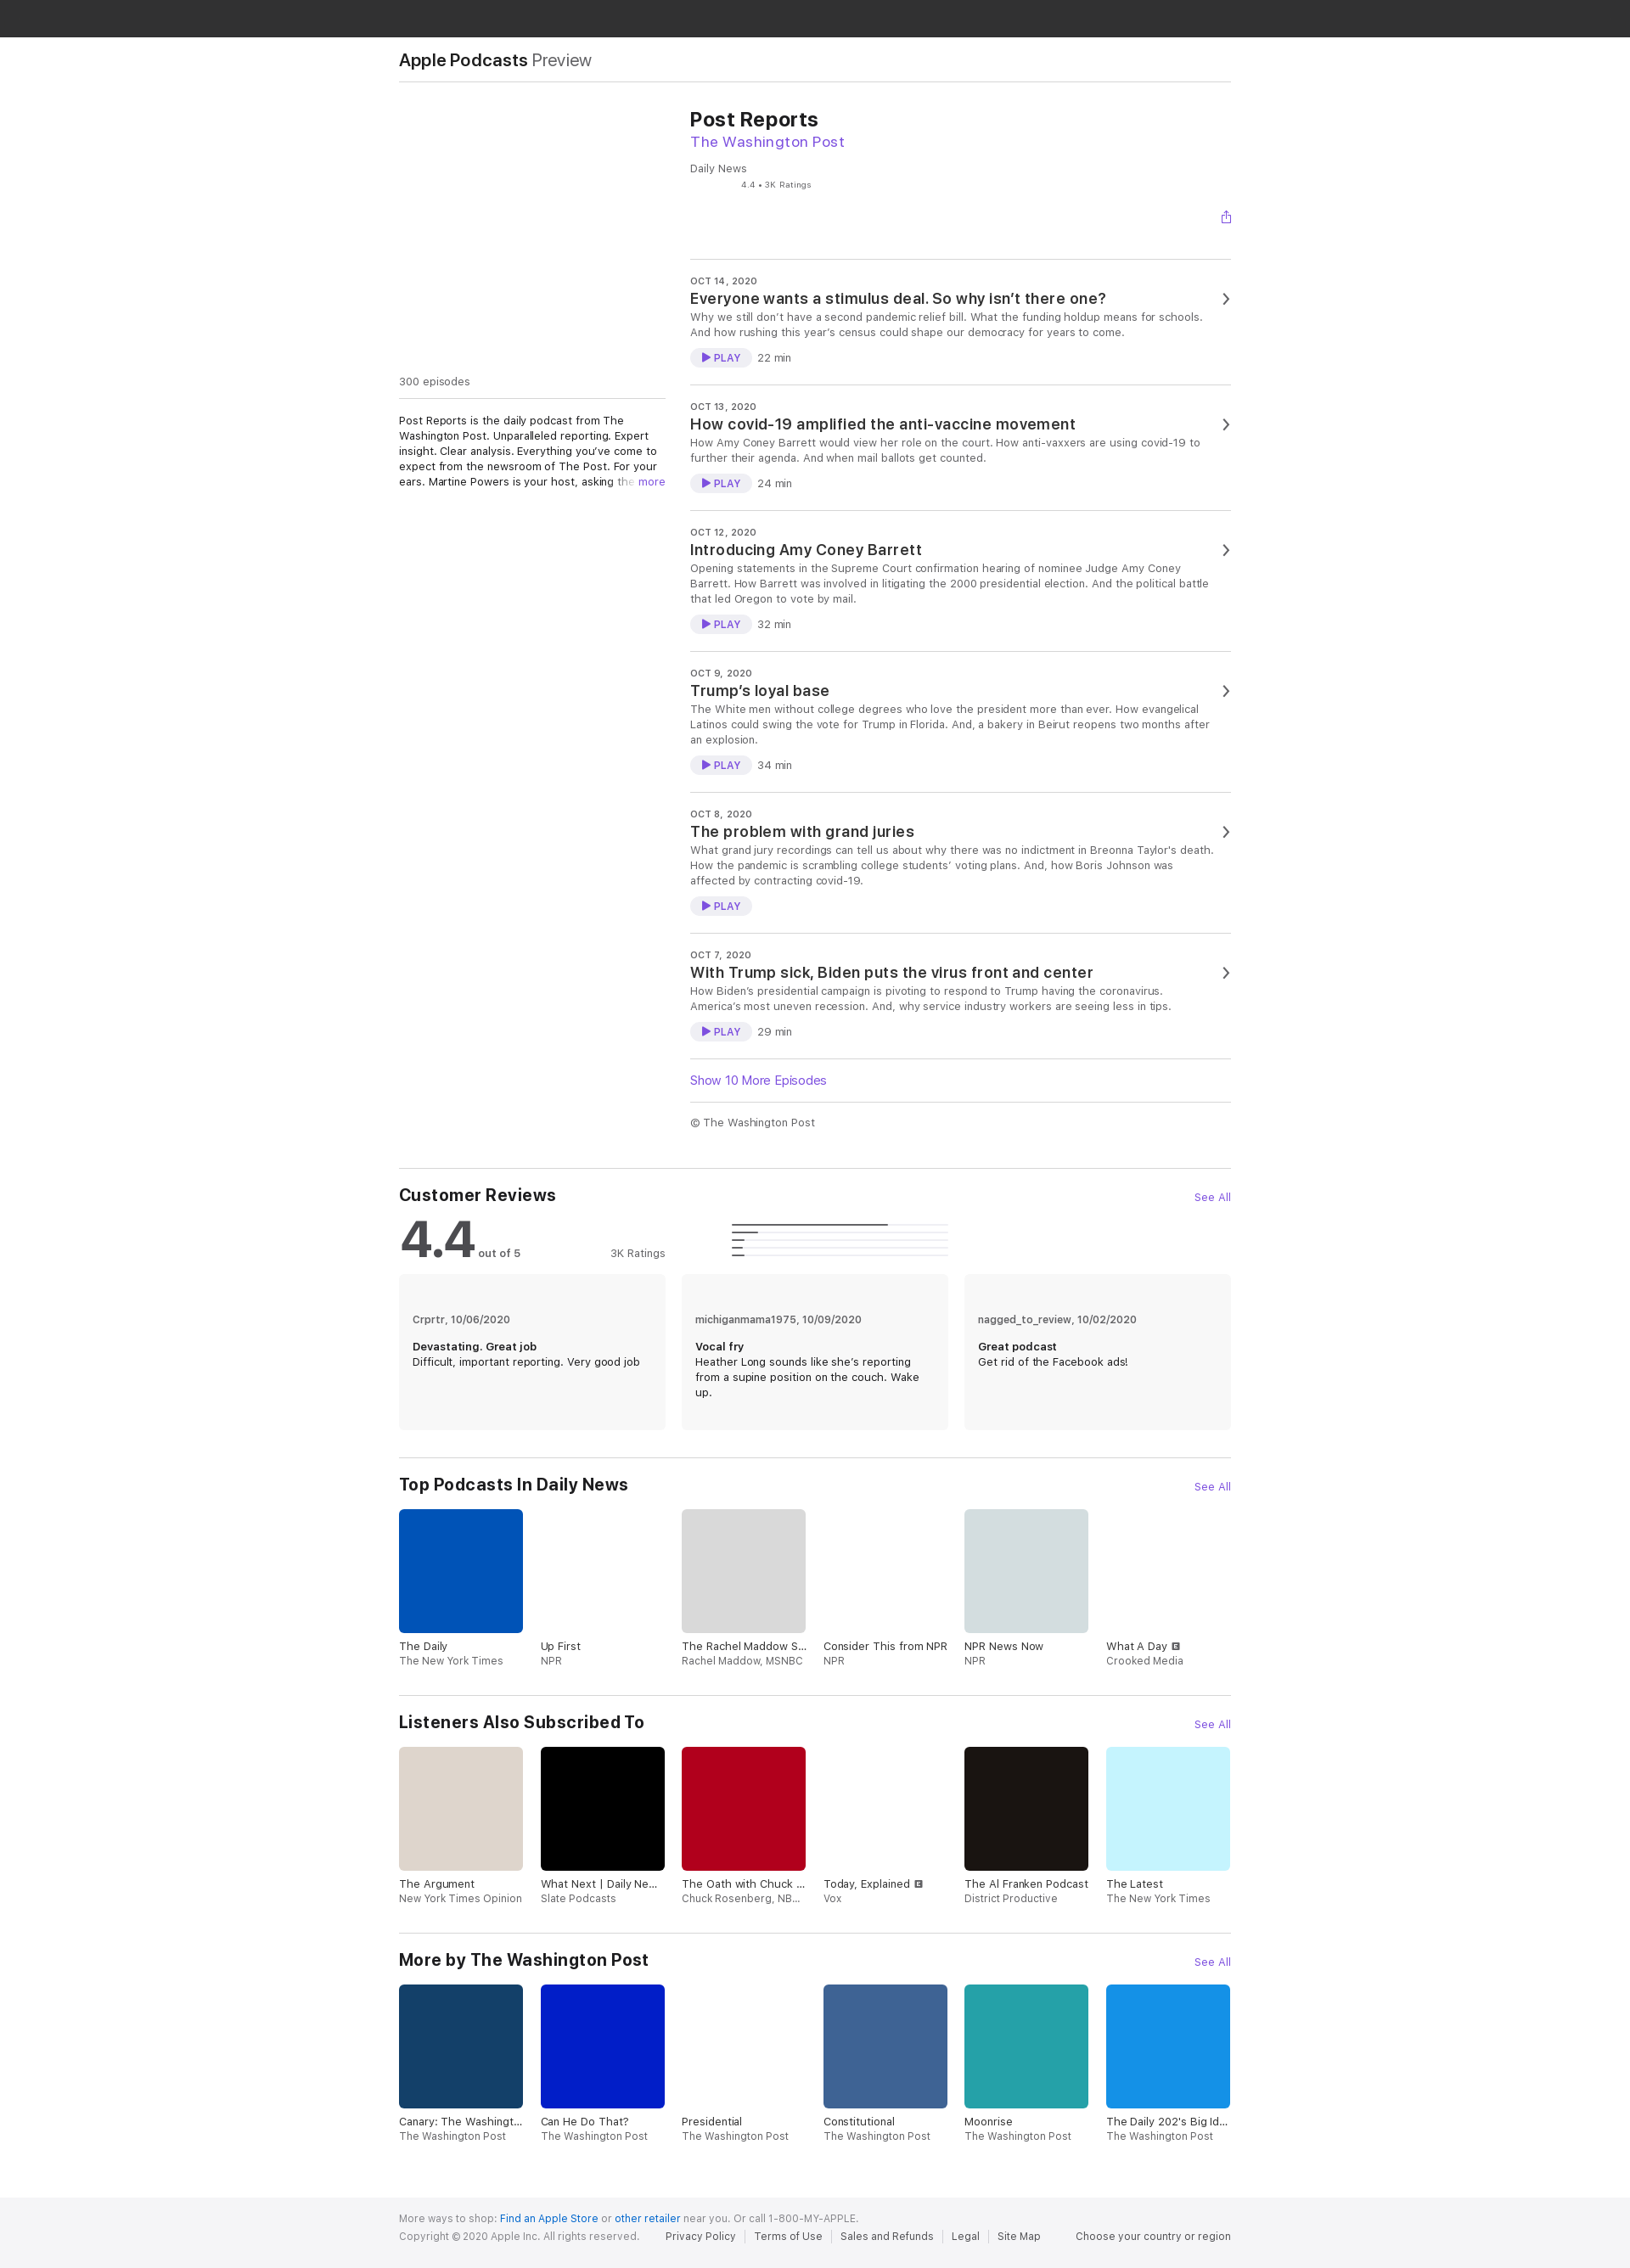 Apple Podcasts Preview
Post Reports
The Washington Post
Daily News
4.4 • 3K Ratings
300 episodes
Post Reports is the daily podcast from The
Washington Post. Unparalleled reporting. Expert
insight. Clear analysis. Everything you’ve come to
expect from the newsroom of The Post. For your
ears. Martine Powers is your host, asking the more
OCT 14, 2020
Everyone wants a stimulus deal. So why isn’t there one?
Why we still don’t have a second pandemic relief bill. What the funding holdup means for schools.
And how rushing this year’s census could shape our democracy for years to come.
PLAY 22 min
OCT 13, 2020
How covid-19 amplified the anti-vaccine movement
How Amy Coney Barrett would view her role on the court. How anti-vaxxers are using covid-19 to
further their agenda. And when mail ballots get counted.
PLAY 24 min
OCT 12, 2020
Introducing Amy Coney Barrett
Opening statements in the Supreme Court confirmation hearing of nominee Judge Amy Coney
Barrett. How Barrett was involved in litigating the 2000 presidential election. And the political battle
that led Oregon to vote by mail.
PLAY 32 min
OCT 9, 2020
Trump’s loyal base
The White men without college degrees who love the president more than ever. How evangelical
Latinos could swing the vote for Trump in Florida. And, a bakery in Beirut reopens two months after
an explosion.
PLAY 34 min
OCT 8, 2020
The problem with grand juries
What grand jury recordings can tell us about why there was no indictment in Breonna Taylor's death.
How the pandemic is scrambling college students’ voting plans. And, how Boris Johnson was
affected by contracting covid-19.
PLAY
OCT 7, 2020
With Trump sick, Biden puts the virus front and center
How Biden’s presidential campaign is pivoting to respond to Trump having the coronavirus.
America’s most uneven recession. And, why service industry workers are seeing less in tips.
PLAY 29 min
Show 10 More Episodes
© The Washington Post
Customer Reviews See All
4.4 out of 5 3K Ratings
Crprtr, 10/06/2020
Devastating. Great job
Difficult, important reporting. Very good job
michiganmama1975, 10/09/2020
Vocal fry
Heather Long sounds like she’s reporting
from a supine position on the couch. Wake
up.
nagged_to_review, 10/02/2020
Great podcast
Get rid of the Facebook ads!
Top Podcasts In Daily News See All
The Daily
The New York Times
Up First
NPR
The Rachel Maddow S...
Rachel Maddow, MSNBC
Consider This from NPR
NPR
NPR News Now
NPR
What A Day E
Crooked Media
Listeners Also Subscribed To See All
The Argument
New York Times Opinion
What Next | Daily Ne...
Slate Podcasts
The Oath with Chuck ...
Chuck Rosenberg, NB...
Today, Explained E
Vox
The Al Franken Podcast
District Productive
The Latest
The New York Times
More by The Washington Post See All
Canary: The Washingt...
The Washington Post
Can He Do That?
The Washington Post
Presidential
The Washington Post
Constitutional
The Washington Post
Moonrise
The Washington Post
The Daily 202's Big Id...
The Washington Post
More ways to shop: Find an Apple Store or other retailer near you. Or call 1-800-MY-APPLE.
Copyright © 2020 Apple Inc. All rights reserved. Privacy Policy Terms of Use Sales and Refunds Legal Site Map Choose your country or region